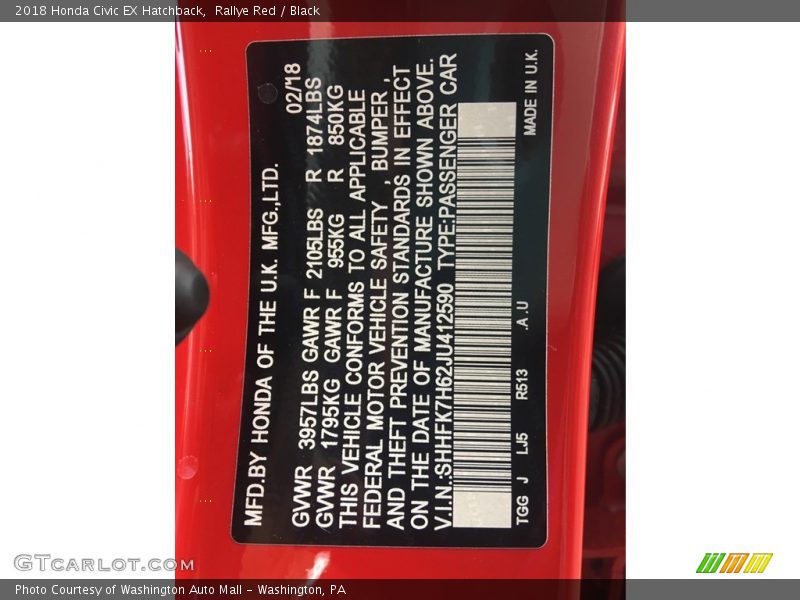 2018 Honda Civic EX Hatchback,  Rallye Red / Black
MFD.BY HONDA OF THE U.K. MFG.,LTD.
02/18
GVWR 3957LBS GAWR F 2105LBS R 1874LBS
GVWR 1795KG GAWR F 955KG R 850KG
THIS VEHICLE CONFORMS TO ALL APPLICABLE
FEDERAL MOTOR VEHICLE SAFETY , BUMPER ,
AND THEFT PREVENTION STANDARDS IN EFFECT
ON THE DATE OF MANUFACTURE SHOWN ABOVE.
V.I.N.:SHHFK7H62JU412590 TYPE:PASSENGER CAR
TGG J LJ5 R513 .A.U MADE IN U.K.
GTCarlot.com
Photo Courtesy of Washington Auto Mall - Washington, PA